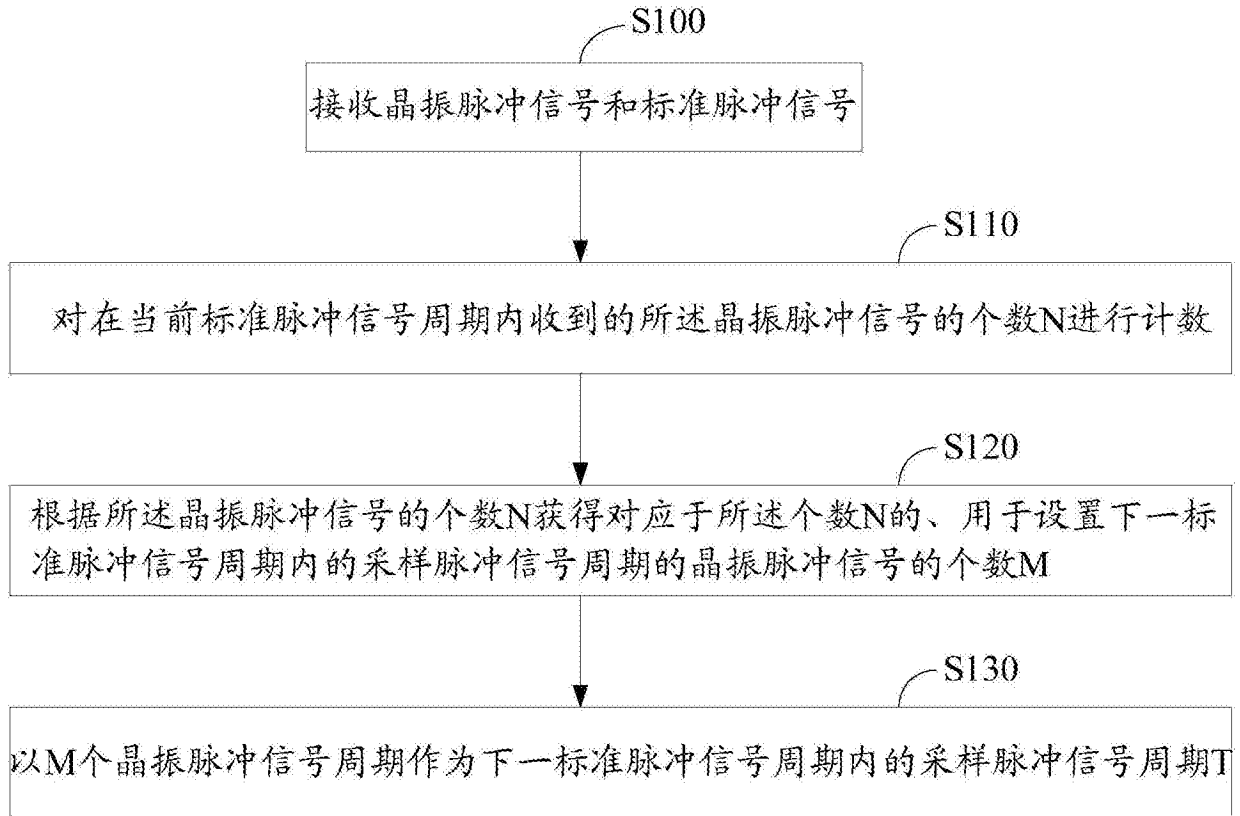 S100
接收晶振脉冲信号和标准脉冲信号
S110
对在当前标准脉冲信号周期内收到的所述晶振脉冲信号的个数N进行计数
S120
根据所述晶振脉冲信号的个数N获得对应于所述个数N的、用于设置下一标
准脉冲信号周期内的采样脉冲信号周期的晶振脉冲信号的个数M
S130
以M个晶振脉冲信号周期作为下一标准脉冲信号周期内的采样脉冲信号周期T